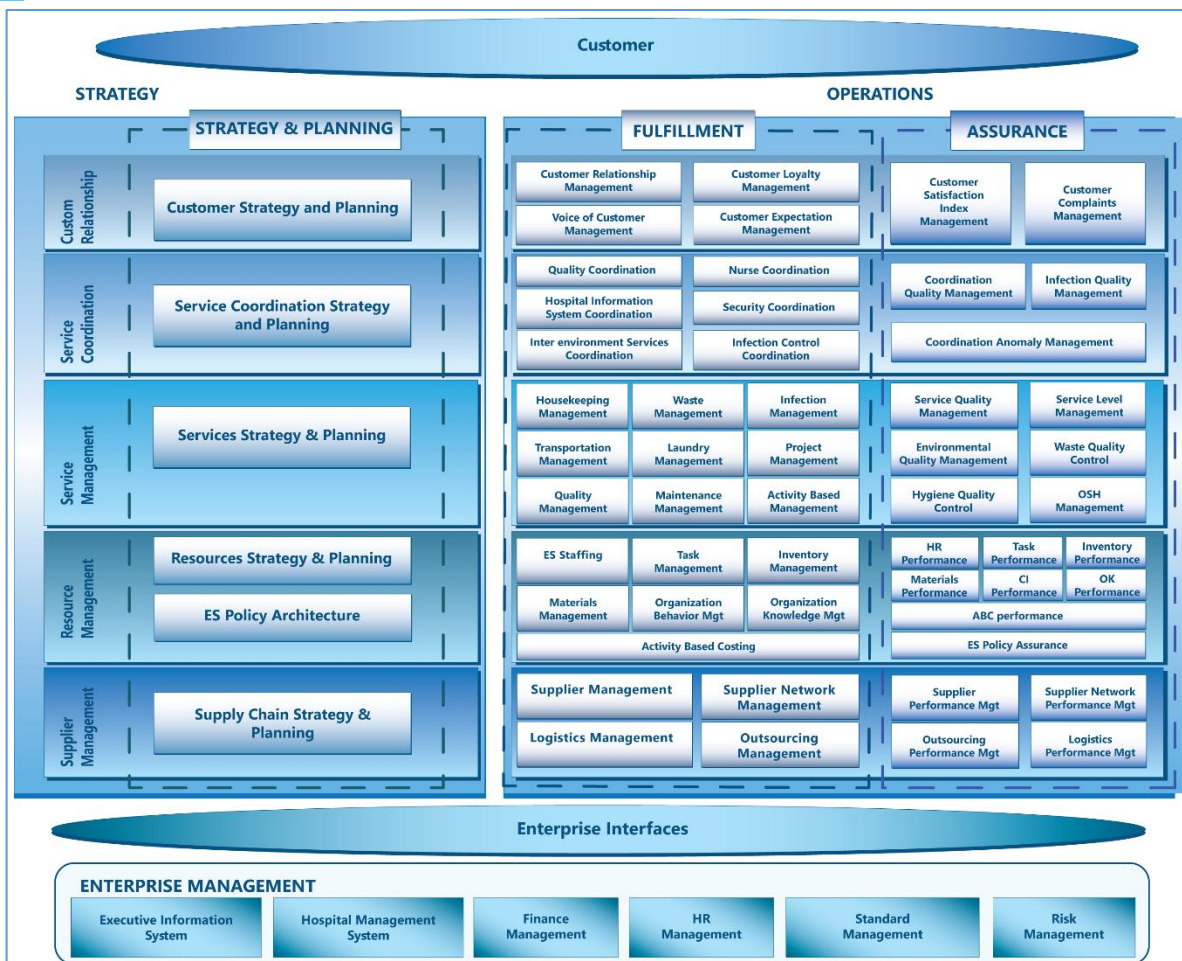 Customer
STRATEGY
OPERATIONS
STRATEGY & PLANNING
FULFILLMENT
ASSURANCE
Custom
Relationship
Customer Strategy and Planning
Customer Relationship
Management
Customer Loyalty
Management
Voice of Customer
Management
Customer Expectation
Management
Customer
Satisfaction
Index
Management
Customer
Complaints
Management
Service
Coordination
Service Coordination Strategy
and Planning
Quality Coordination
Nurse Coordination
Hospital Information
System Coordination
Security Coordination
Inter environment Services
Coordination
Infection Control
Coordination
Coordination
Quality Management
Infection Quality
Management
Coordination Anomaly Management
Service
Management
Services Strategy & Planning
Housekeeping
Management
Waste
Management
Infection
Management
Transportation
Management
Laundry
Management
Project
Management
Quality
Management
Maintenance
Management
Activity Based
Management
Service Quality
Management
Service Level
Management
Environmental
Quality Management
Waste Quality
Control
Hygiene Quality
Control
OSH
Management
Resource
Management
Resources Strategy & Planning
ES Policy Architecture
ES Staffing
Task
Management
Inventory
Management
Materials
Management
Organization
Behavior Mgt
Organization
Knowledge Mgt
Activity Based Costing
HR
Performance
Task
Performance
Inventory
Performance
Materials
Performance
CI
Performance
OK
Performance
ABC performance
ES Policy Assurance
Supplier
Management
Supply Chain Strategy &
Planning
Supplier Management
Supplier Network
Management
Logistics Management
Outsourcing
Management
Supplier
Performance Mgt
Supplier Network
Performance Mgt
Outsourcing
Performance Mgt
Logistics
Performance Mgt
Enterprise Interfaces
ENTERPRISE MANAGEMENT
Executive Information
System
Hospital Management
System
Finance
Management
HR
Management
Standard
Management
Risk
Management